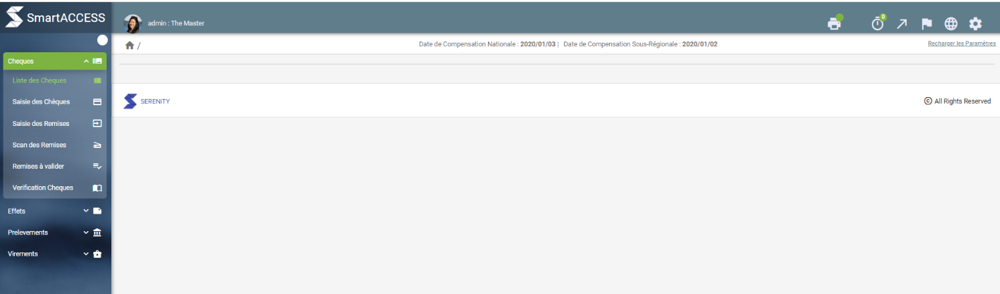 SmartACCESS
admin : The Master
0
/
Date de Compensation Nationale : 2020/01/03 | Date de Compensation Sous-Régionale : 2020/01/02
Recharger les Paramètres
Cheques
Liste des Cheques
Saisie des Chèques
Saisie des Remises
Scan des Remises
Remises à valider
Verification Cheques
Effets
Prelevements
Virements
SERENITY
© All Rights Reserved